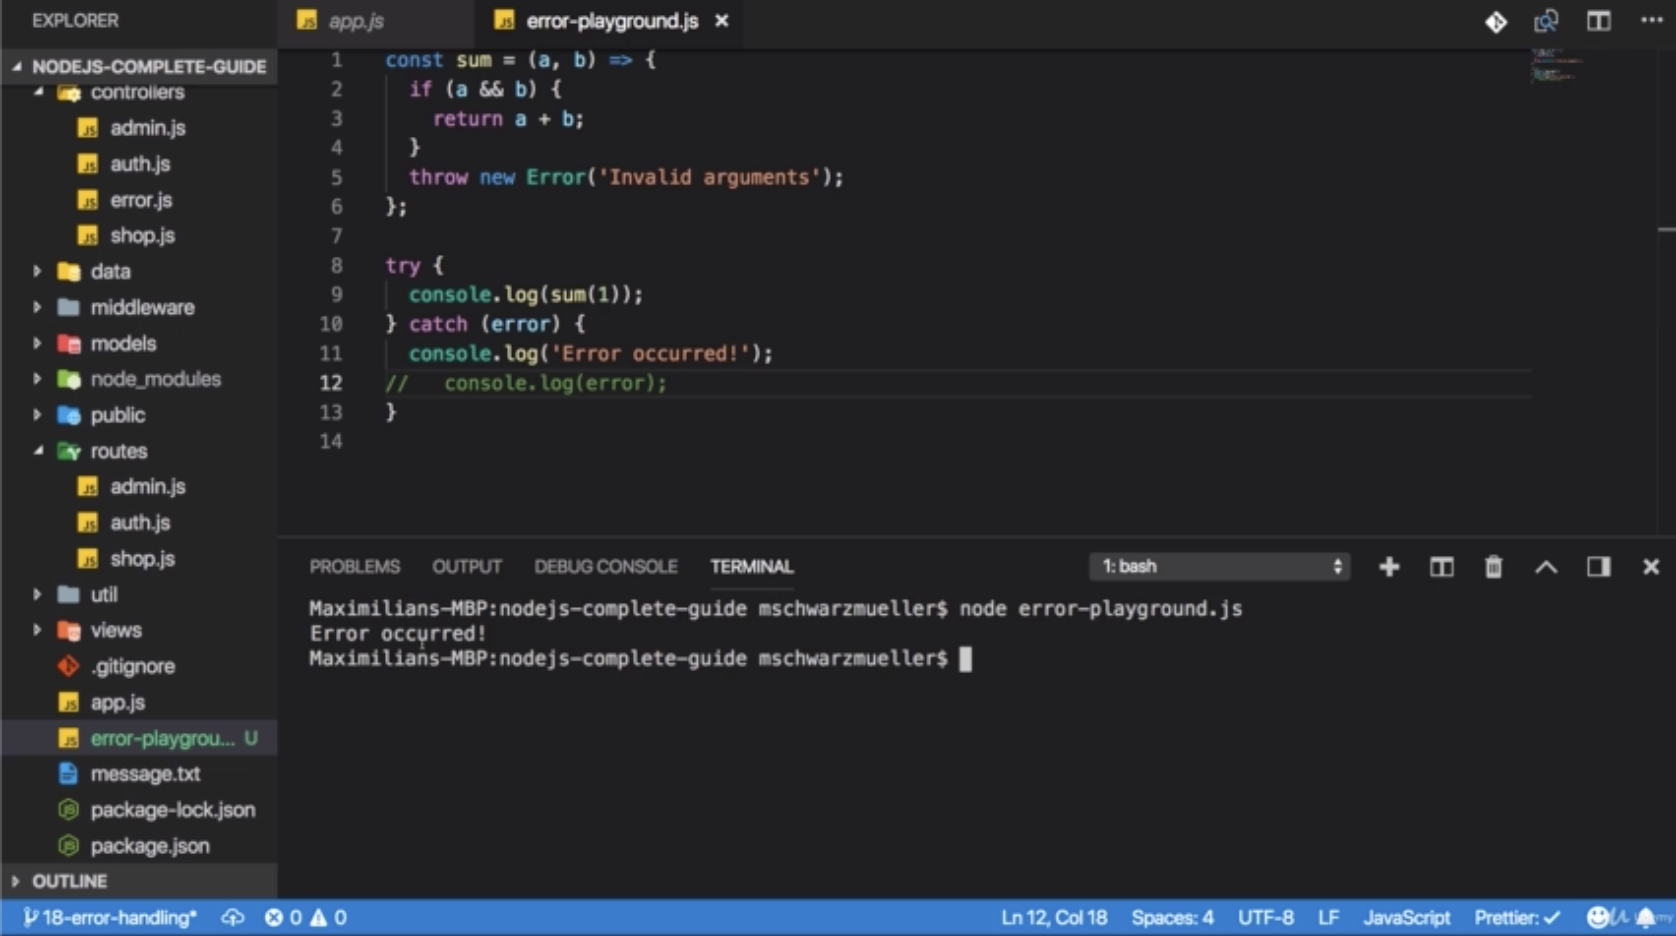 EXPLORER
NODEJS-COMPLETE-GUIDE
controllers
admin.js
auth.js
error.js
shop.js
data
middleware
models
node_modules
public
routes
admin.js
auth.js
shop.js
util
views
.gitignore
app.js
error-playgrou... U
message.txt
package-lock.json
package.json
OUTLINE
app.js
error-playground.js
1 const sum = (a, b) => {
2 if (a && b) {
3 return a + b;
4 }
5 throw new Error('Invalid arguments');
6 };
7
8 try {
9 console.log(sum(1));
10 } catch (error) {
11 console.log('Error occurred!');
12 // console.log(error);
13 }
14
PROBLEMS OUTPUT DEBUG CONSOLE TERMINAL 1: bash
Maximilians-MBP:nodejs-complete-guide mschwarzmueller$ node error-playground.js
Error occurred!
Maximilians-MBP:nodejs-complete-guide mschwarzmueller$
18-error-handling* 0 0 Ln 12, Col 18 Spaces: 4 UTF-8 LF JavaScript Prettier: ✓